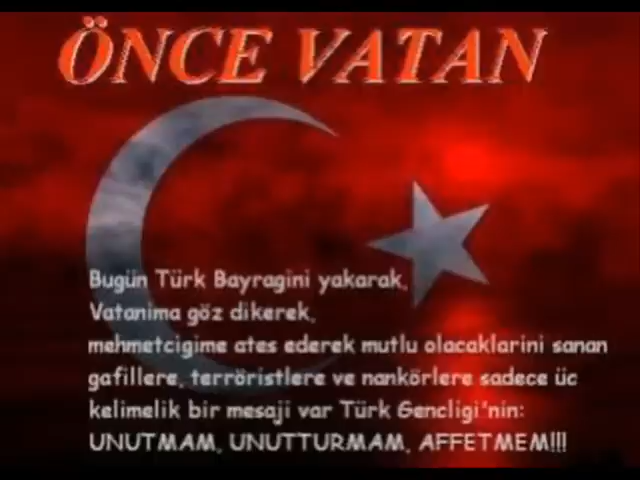 ÖNCE VATAN
Bugün Türk Bayragini yakarak,
Vatanima göz dikerek,
mehmetcigime ates ederek mutlu olacaklarini sanan
gafillere, terröristlere ve nankörlere sadece üc
kelimelik bir mesaji var Türk Gencligi'nin:
UNUTMAM, UNUTTURMAM, AFFETMEM!!!